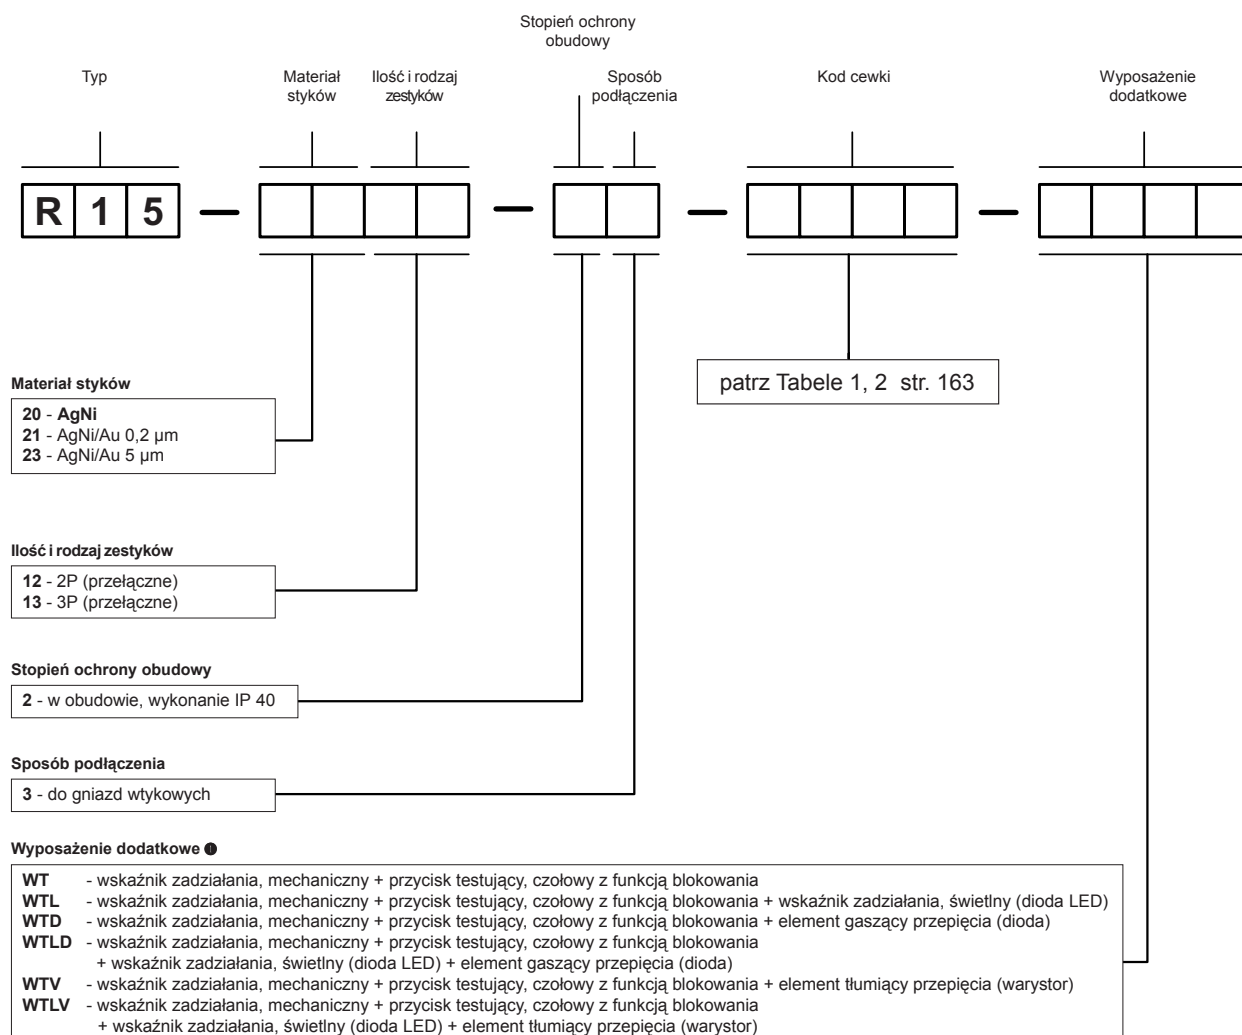 Stopień ochrony
obudowy
Typ
Materiał
styków
Ilość i rodzaj
zestyków
Sposób
podłączenia
Kod cewki
Wyposażenie
dodatkowe
R 1 5 — — — —
patrz Tabele 1, 2 str. 163
Materiał styków
20 - AgNi
21 - AgNi/Au 0,2 µm
23 - AgNi/Au 5 µm
Ilość i rodzaj zestyków
12 - 2P (przełączne)
13 - 3P (przełączne)
Stopień ochrony obudowy
2 - w obudowie, wykonanie IP 40
Sposób podłączenia
3 - do gniazd wtykowych
Wyposażenie dodatkowe ❶
WT - wskaźnik zadziałania, mechaniczny + przycisk testujący, czołowy z funkcją blokowania
WTL - wskaźnik zadziałania, mechaniczny + przycisk testujący, czołowy z funkcją blokowania + wskaźnik zadziałania, świetlny (dioda LED)
WTD - wskaźnik zadziałania, mechaniczny + przycisk testujący, czołowy z funkcją blokowania + element gaszący przepięcia (dioda)
WTLD - wskaźnik zadziałania, mechaniczny + przycisk testujący, czołowy z funkcją blokowania
+ wskaźnik zadziałania, świetlny (dioda LED) + element gaszący przepięcia (dioda)
WTV - wskaźnik zadziałania, mechaniczny + przycisk testujący, czołowy z funkcją blokowania + element tłumiący przepięcia (warystor)
WTLV - wskaźnik zadziałania, mechaniczny + przycisk testujący, czołowy z funkcją blokowania
+ wskaźnik zadziałania, świetlny (dioda LED) + element tłumiący przepięcia (warystor)